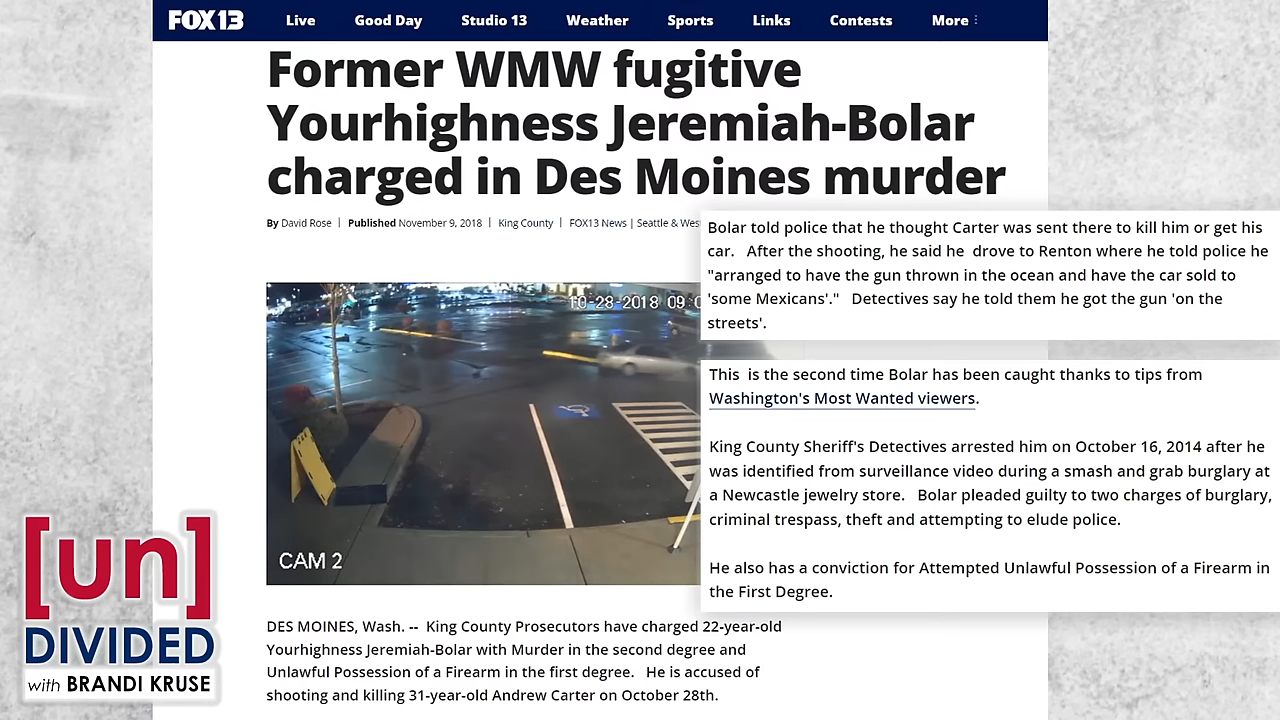 FOX13 Live Good Day Studio 13 Weather Sports Links Contests More
Former WMW fugitive
Yourhighness Jeremiah-Bolar
charged in Des Moines murder
By David Rose | Published November 9, 2018 | King County | FOX13 News | Seattle & Wes
10-28-2018 09:0
CAM 2
DES MOINES, Wash. -- King County Prosecutors have charged 22-year-old
Yourhighness Jeremiah-Bolar with Murder in the second degree and
Unlawful Possession of a Firearm in the first degree. He is accused of
shooting and killing 31-year-old Andrew Carter on October 28th.
Bolar told police that he thought Carter was sent there to kill him or get his
car. After the shooting, he said he drove to Renton where he told police he
"arranged to have the gun thrown in the ocean and have the car sold to
'some Mexicans'." Detectives say he told them he got the gun 'on the
streets'.
This is the second time Bolar has been caught thanks to tips from
Washington's Most Wanted viewers.
King County Sheriff's Detectives arrested him on October 16, 2014 after he
was identified from surveillance video during a smash and grab burglary at
a Newcastle jewelry store. Bolar pleaded guilty to two charges of burglary,
criminal trespass, theft and attempting to elude police.
He also has a conviction for Attempted Unlawful Possession of a Firearm in
the First Degree.
[un]
DIVIDED
with BRANDI KRUSE